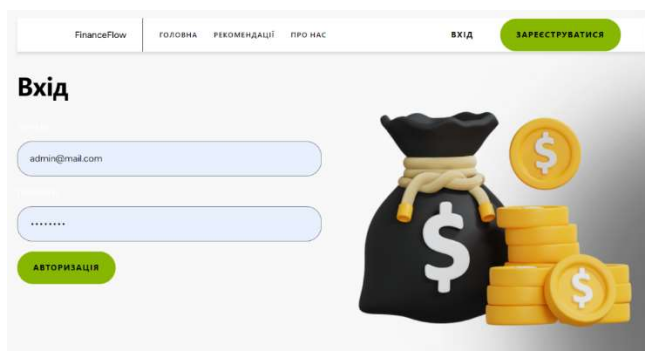 FinanceFlow ГОЛОВНА РЕКОМЕНДАЦІЇ ПРО НАС ВХІД ЗАРЕЄСТРУВАТИСЯ
Вхід
admin@mail.com
••••••••
АВТОРИЗАЦІЯ
$
$
$